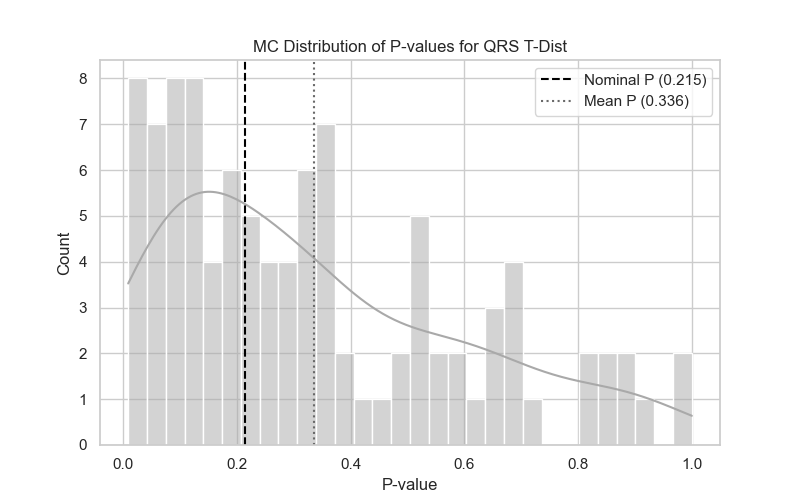 MC Distribution of P-values for QRS T-Dist
Nominal P (0.215)
Mean P (0.336)
8
7
6
5
4
3
2
1
0
Count
0.0 0.2 0.4 0.6 0.8 1.0
P-value